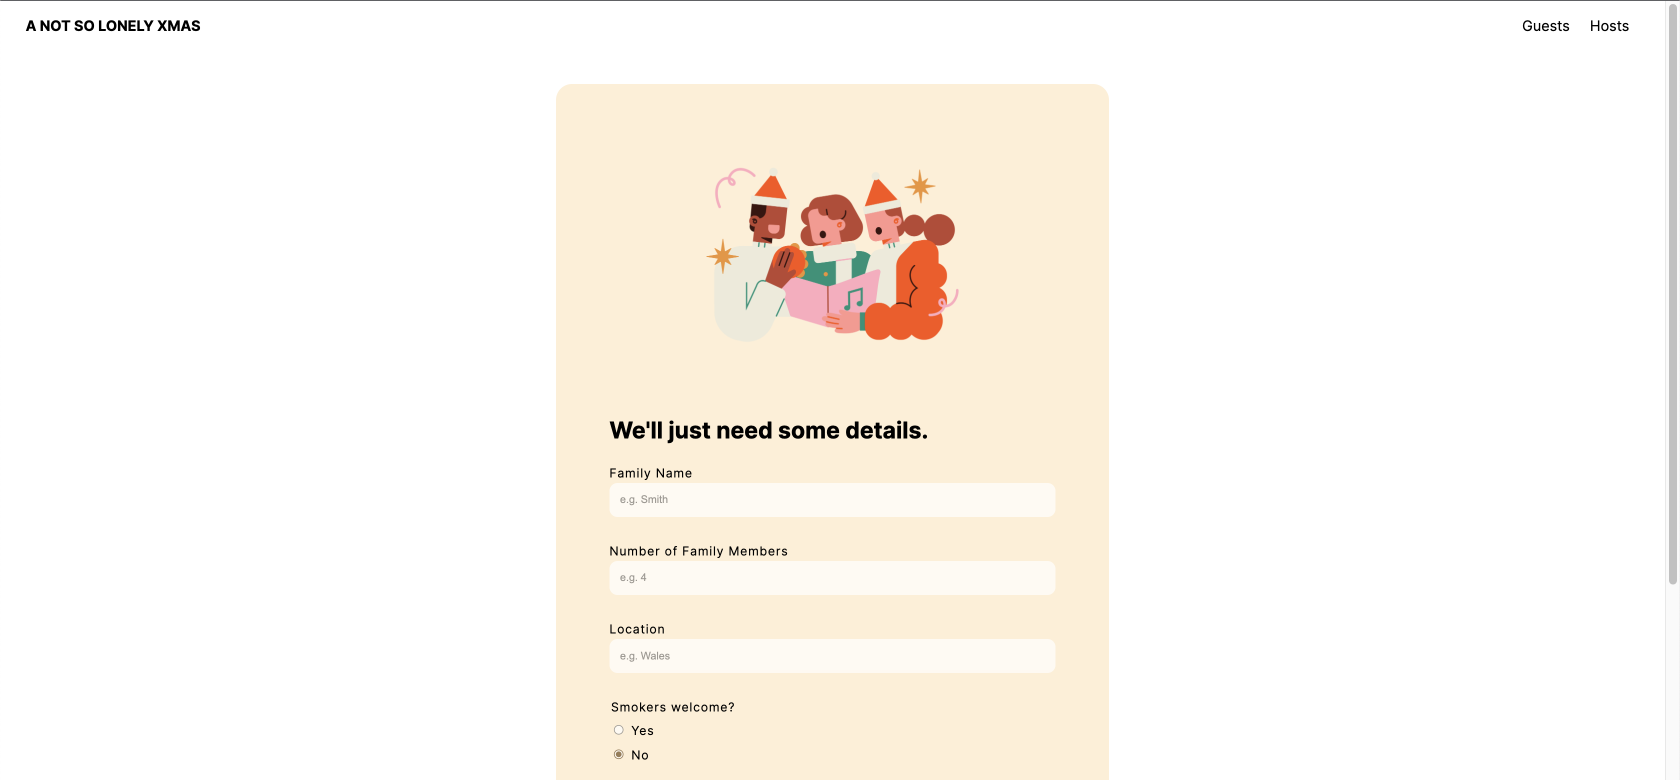 A NOT SO LONELY XMAS
Guests Hosts
We'll just need some details.
Family Name
e.g. Smith
Number of Family Members
e.g. 4
Location
e.g. Wales
Smokers welcome?
Yes
No